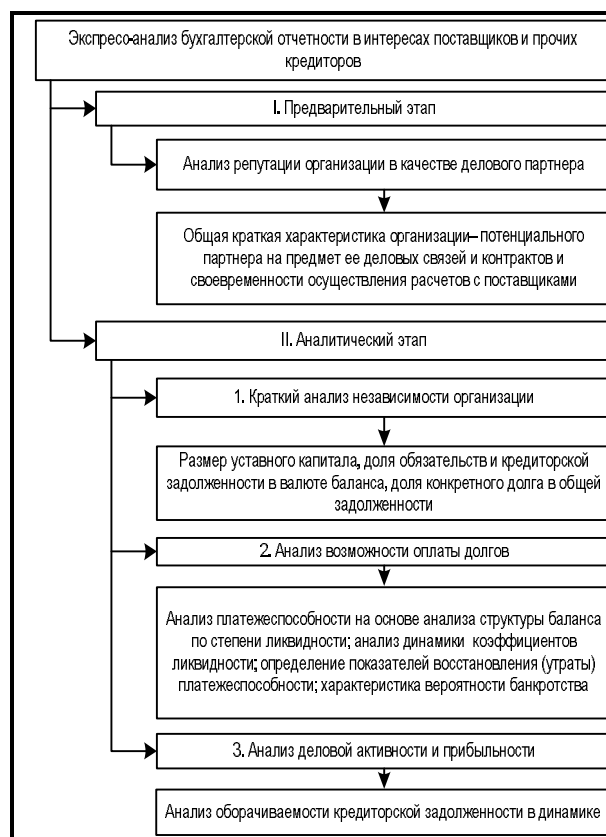 Экспресо-анализ бухгалтерской отчетности в интересах поставщиков и прочих
кредиторов
I. Предварительный этап
Анализ репутации организации в качестве делового партнера
Общая краткая характеристика организации– потенциального
партнера на предмет ее деловых связей и контрактов и
своевременности осуществления расчетов с поставщиками
II. Аналитический этап
1. Краткий анализ независимости организации
Размер уставного капитала, доля обязательств и кредиторской
задолженности в валюте баланса, доля конкретного долга в общей
задолженности
2. Анализ возможности оплаты долгов
Анализ платежеспособности на основе анализа структуры баланса
по степени ликвидности; анализ динамики коэффициентов
ликвидности; определение показателей восстановления (утраты)
платежеспособности; характеристика вероятности банкротства
3. Анализ деловой активности и прибыльности
Анализ оборачиваемости кредиторской задолженности в динамике